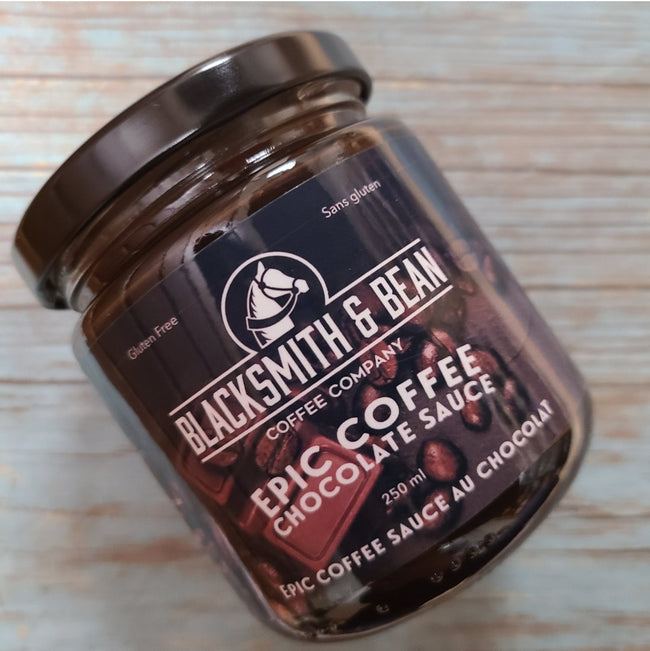 Gluten Free
Sans gluten
BLACKSMITH & BEAN
COFFEE COMPANY
EPIC COFFEE
CHOCOLATE SAUCE
250 ml
EPIC COFFEE SAUCE AU CHOCOLAT